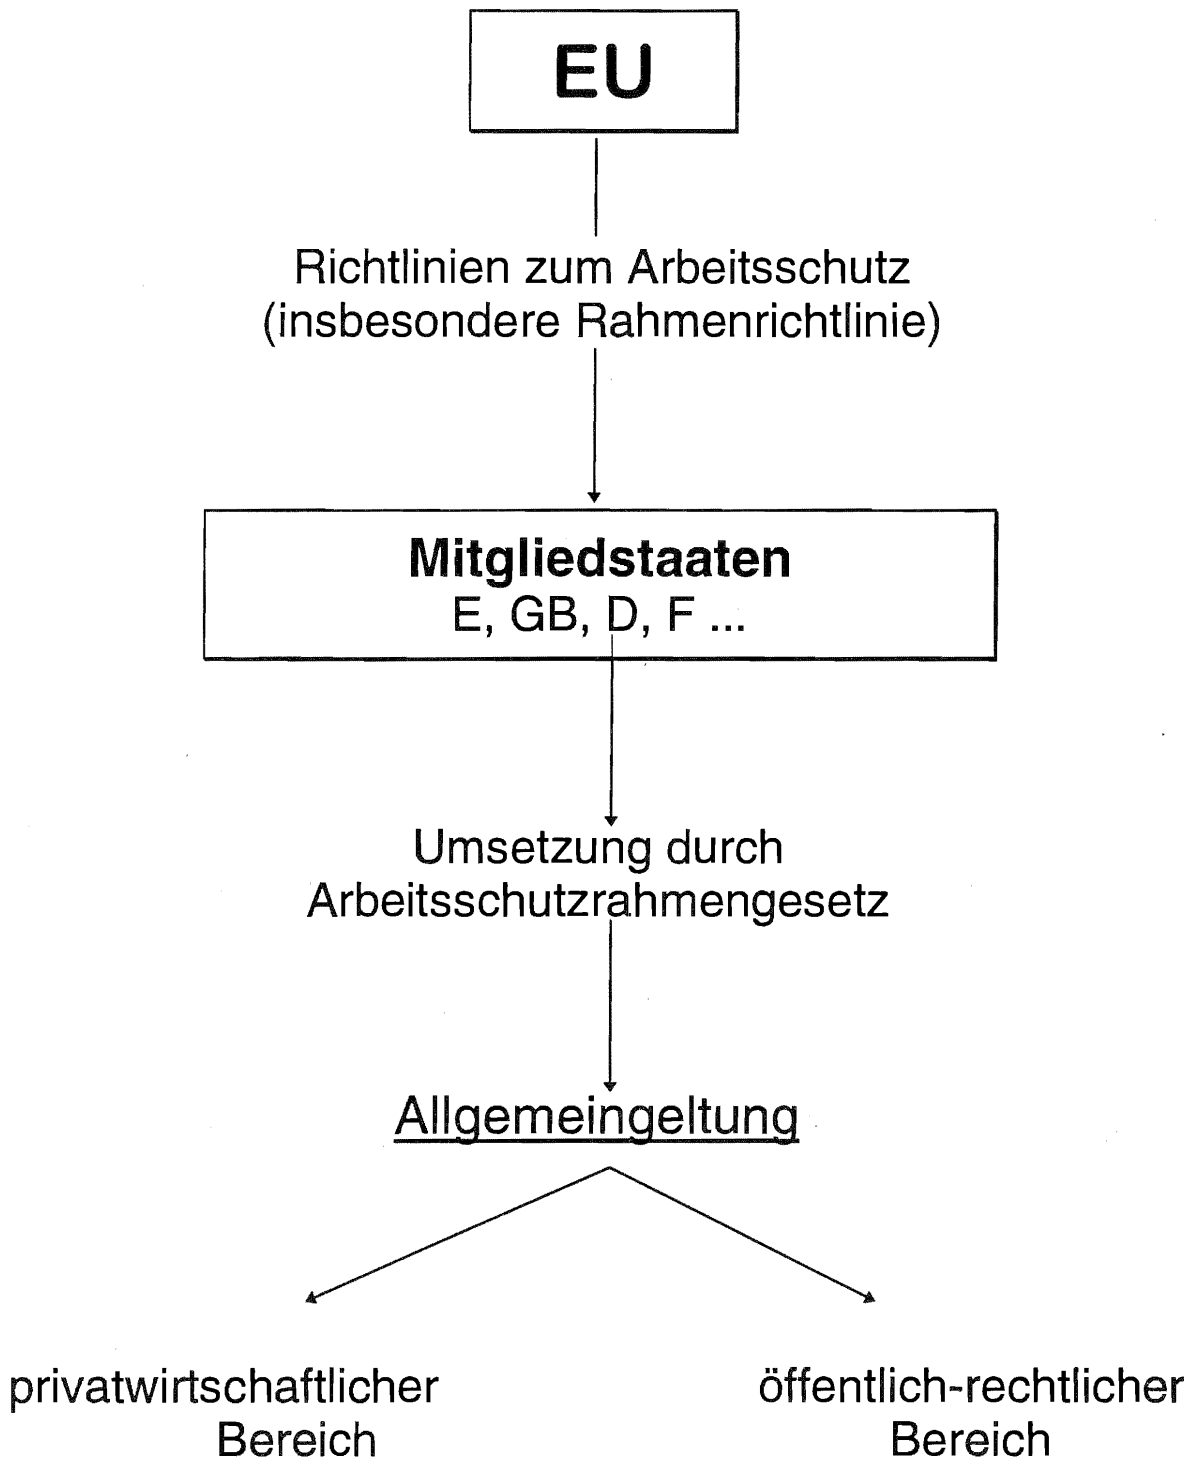 EU
Richtlinien zum Arbeitsschutz
(insbesondere Rahmenrichtlinie)
Mitgliedstaaten
E, GB, D, F ...
Umsetzung durch
Arbeitsschutzrahmengesetz
Allgemeingeltung
privatwirtschaftlicher
Bereich
öffentlich-rechtlicher
Bereich